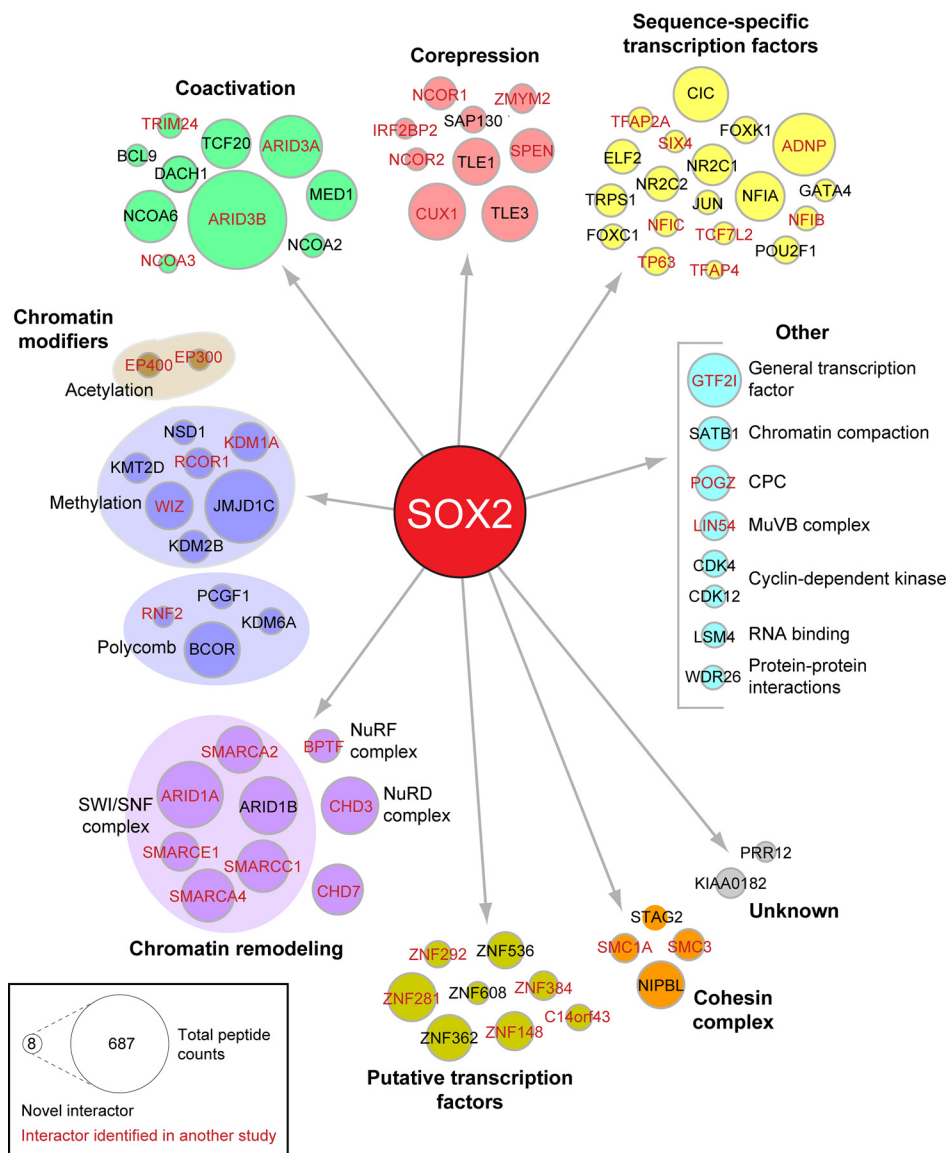 Sequence-specific
transcription factors
Corepression
Coactivation
CIC
NCOR1
ZMYM2
SAP130
IRF2BP2
NCOR2
TLE1
SPEN
CUX1
TLE3
TRIM24
TCF20
ARID3A
BCL9
DACH1
MED1
NCOA6
ARID3B
NCOA2
NCOA3
TFAP2A
FOXK1
SIX4
ADNP
ELF2
NR2C1
NR2C2
TRPS1
JUN
NFIA
GATA4
NFIC
TCF7L2
NFIB
FOXC1
POU2F1
TP63
TFAP4
Chromatin
modifiers
EP400
EP300
Acetylation
NSD1
KDM1A
KMT2D
RCOR1
Methylation
WIZ
JMJD1C
KDM2B
PCGF1
RNF2
KDM6A
Polycomb
BCOR
SOX2
Other
GTF2I
General transcription
factor
SATB1
Chromatin compaction
POGZ
CPC
LIN54
MuVB complex
CDK4
CDK12
Cyclin-dependent kinase
LSM4
RNA binding
WDR26
Protein-protein
interactions
SMARCA2
BPTF
NuRF
complex
ARID1A
ARID1B
SWI/SNF
complex
CHD3
NuRD
complex
SMARCE1
SMARCC1
SMARCA4
CHD7
Chromatin remodeling
PRR12
KIAA0182
Unknown
STAG2
SMC1A
SMC3
NIPBL
Cohesin
complex
ZNF292
ZNF536
ZNF281
ZNF608
ZNF384
C14orf43
ZNF362
ZNF148
Putative transcription
factors
8
687
Total peptide
counts
Novel interactor
Interactor identified in another study